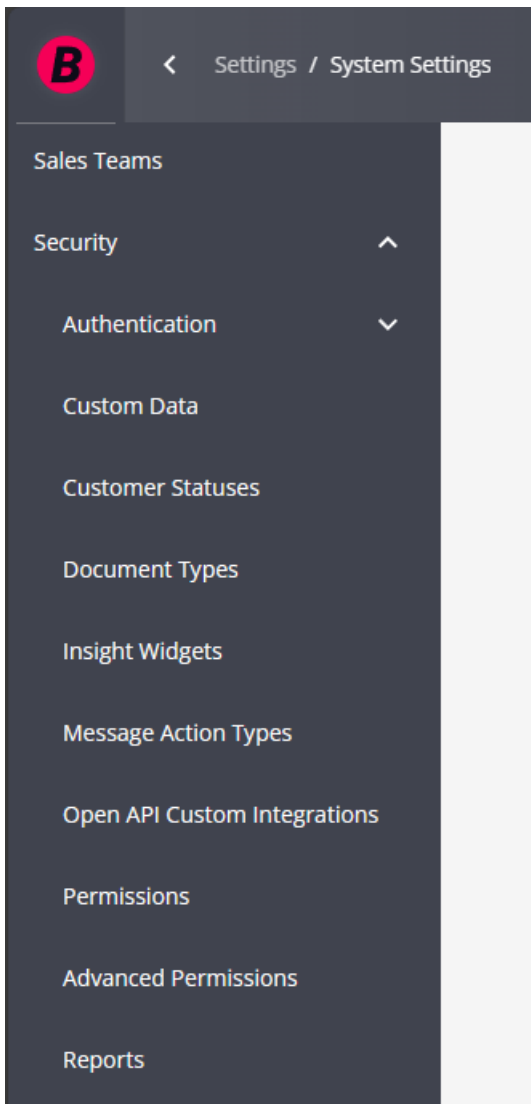 B
Settings / System Settings
Sales Teams
Security
Authentication
Custom Data
Customer Statuses
Document Types
Insight Widgets
Message Action Types
Open API Custom Integrations
Permissions
Advanced Permissions
Reports